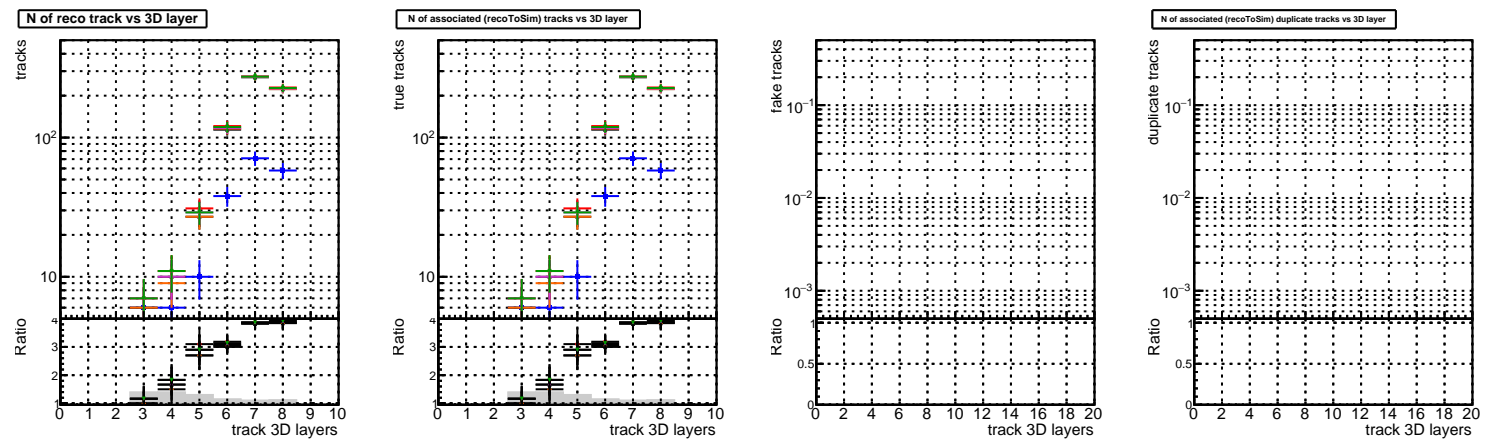 N of reco track vs 3D layer
tracks
10²
10
Ratio
4
3
2
1
0 1 2 3 4 5 6 7 8 9 10
track 3D layers
N of associated (recoToSim) tracks vs 3D layer
true tracks
10²
10
Ratio
4
3
2
1
0 1 2 3 4 5 6 7 8 9 10
track 3D layers
fake tracks
10⁻¹
10⁻²
10⁻³
Ratio
1
0.5
0
0 2 4 6 8 10 12 14 16 18 20
track 3D layers
N of associated (recoToSim) duplicate tracks vs 3D layer
duplicate tracks
10⁻¹
10⁻²
10⁻³
Ratio
1
0.5
0
0 2 4 6 8 10 12 14 16 18 20
track 3D layers